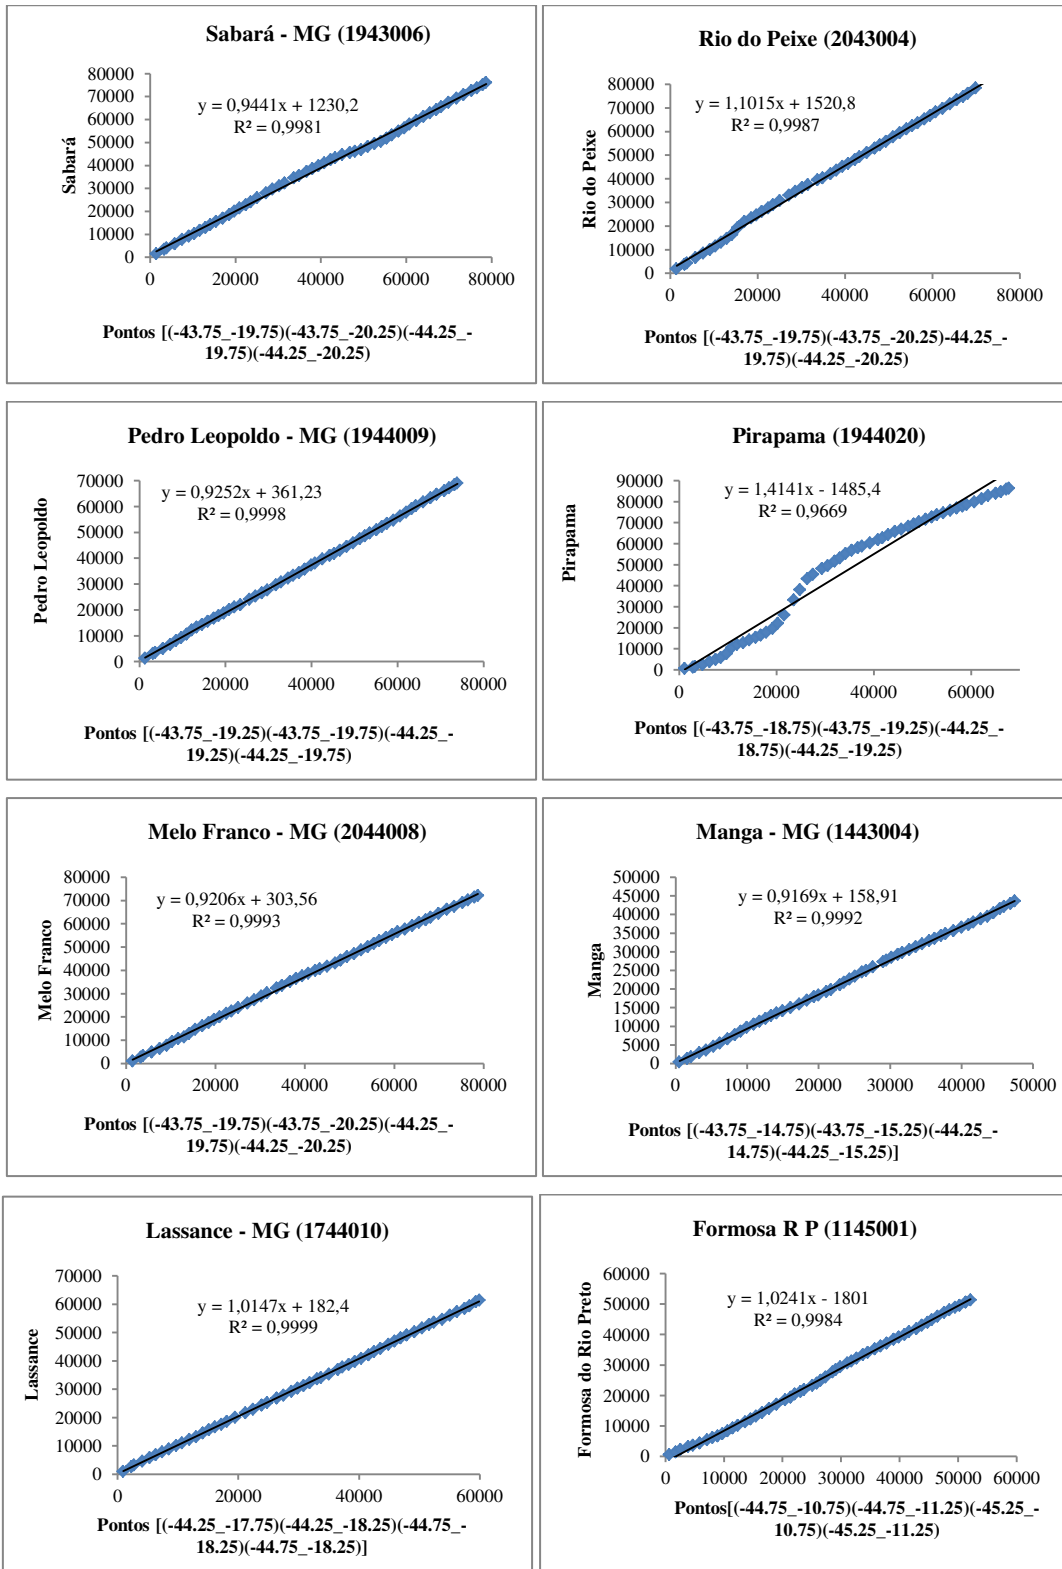 Sabará - MG (1943006)
80000
70000
60000
50000
40000
30000
20000
10000
0
Sabará
y = 0,9441x + 1230,2
R² = 0,9981
0 20000 40000 60000 80000
Pontos [(-43.75_-19.75)(-43.75_-20.25)(-44.25_-
19.75)(-44.25_-20.25)
Rio do Peixe (2043004)
80000
70000
60000
50000
40000
30000
20000
10000
0
Rio do Peixe
y = 1,1015x + 1520,8
R² = 0,9987
0 20000 40000 60000 80000
Pontos [(-43.75_-19.75)(-43.75_-20.25)-44.25_-
19.75)(-44.25_-20.25)
Pedro Leopoldo - MG (1944009)
70000
60000
50000
40000
30000
20000
10000
0
Pedro Leopoldo
y = 0,9252x + 361,23
R² = 0,9998
0 20000 40000 60000 80000
Pontos [(-43.75_-19.25)(-43.75_-19.75)(-44.25_-
19.25)(-44.25_-19.75)
Pirapama (1944020)
90000
80000
70000
60000
50000
40000
30000
20000
10000
0
Pirapama
y = 1,4141x - 1485,4
R² = 0,9669
0 20000 40000 60000
Pontos [(-43.75_-18.75)(-43.75_-19.25)(-44.25_-
18.75)(-44.25_-19.25)
Melo Franco - MG (2044008)
80000
70000
60000
50000
40000
30000
20000
10000
0
Melo Franco
y = 0,9206x + 303,56
R² = 0,9993
0 20000 40000 60000 80000
Pontos [(-43.75_-19.75)(-43.75_-20.25)(-44.25_-
19.75)(-44.25_-20.25)
Manga - MG (1443004)
50000
45000
40000
35000
30000
25000
20000
15000
10000
5000
0
Manga
y = 0,9169x + 158,91
R² = 0,9992
0 10000 20000 30000 40000 50000
Pontos [(-43.75_-14.75)(-43.75_-15.25)(-44.25_-
14.75)(-44.25_-15.25)]
Lassance - MG (1744010)
70000
60000
50000
40000
30000
20000
10000
0
Lassance
y = 1,0147x + 182,4
R² = 0,9999
0 20000 40000 60000
Pontos [(-44.25_-17.75)(-44.25_-18.25)(-44.75_-
18.25)(-44.75_-18.25)]
Formosa R P (1145001)
60000
50000
40000
30000
20000
10000
0
Formosa do Rio Preto
y = 1,0241x - 1801
R² = 0,9984
0 10000 20000 30000 40000 50000 60000
Pontos[(-44.75_-10.75)(-44.75_-11.25)(-45.25_-
10.75)(-45.25_-11.25)